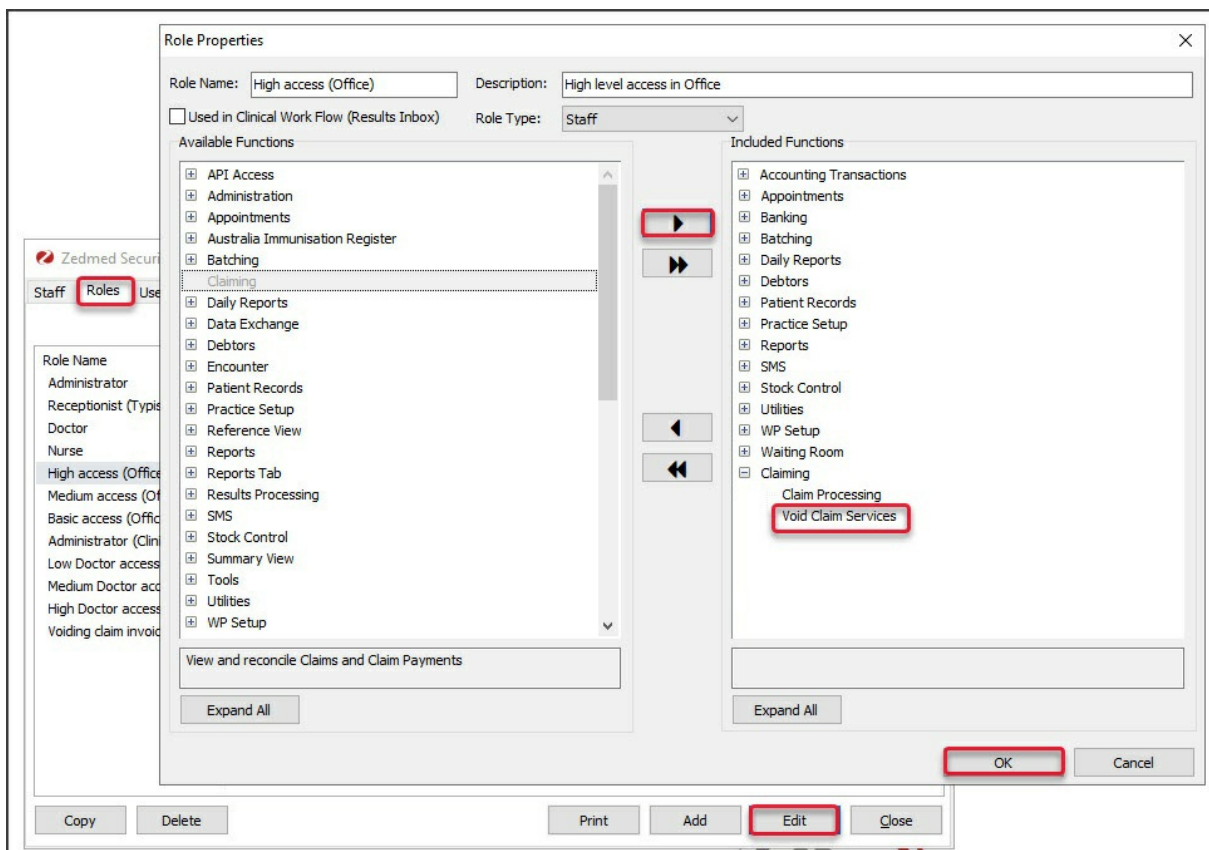 Role Properties
Role Name: High access (Office) Description: High level access in Office
Used in Clinical Work Flow (Results Inbox) Role Type: Staff
Available Functions
API Access
Administration
Appointments
Australia Immunisation Register
Batching
Claiming
Daily Reports
Data Exchange
Debtors
Encounter
Patient Records
Practice Setup
Reference View
Reports
Reports Tab
Results Processing
SMS
Stock Control
Summary View
Tools
Utilities
WP Setup
View and reconcile Claims and Claim Payments
Expand All
Included Functions
Accounting Transactions
Appointments
Banking
Batching
Daily Reports
Debtors
Patient Records
Practice Setup
Reports
SMS
Stock Control
Utilities
WP Setup
Waiting Room
Claiming
Claim Processing
Void Claim Services
Expand All
OK Cancel
Zedmed Securi
Staff Roles Use
Role Name
Administrator
Receptionist (Typis
Doctor
Nurse
High access (Office
Medium access (Of
Basic access (Offic
Administrator (Clini
Low Doctor access
Medium Doctor acc
High Doctor access
Voiding claim invoic
Copy Delete Print Add Edit Close